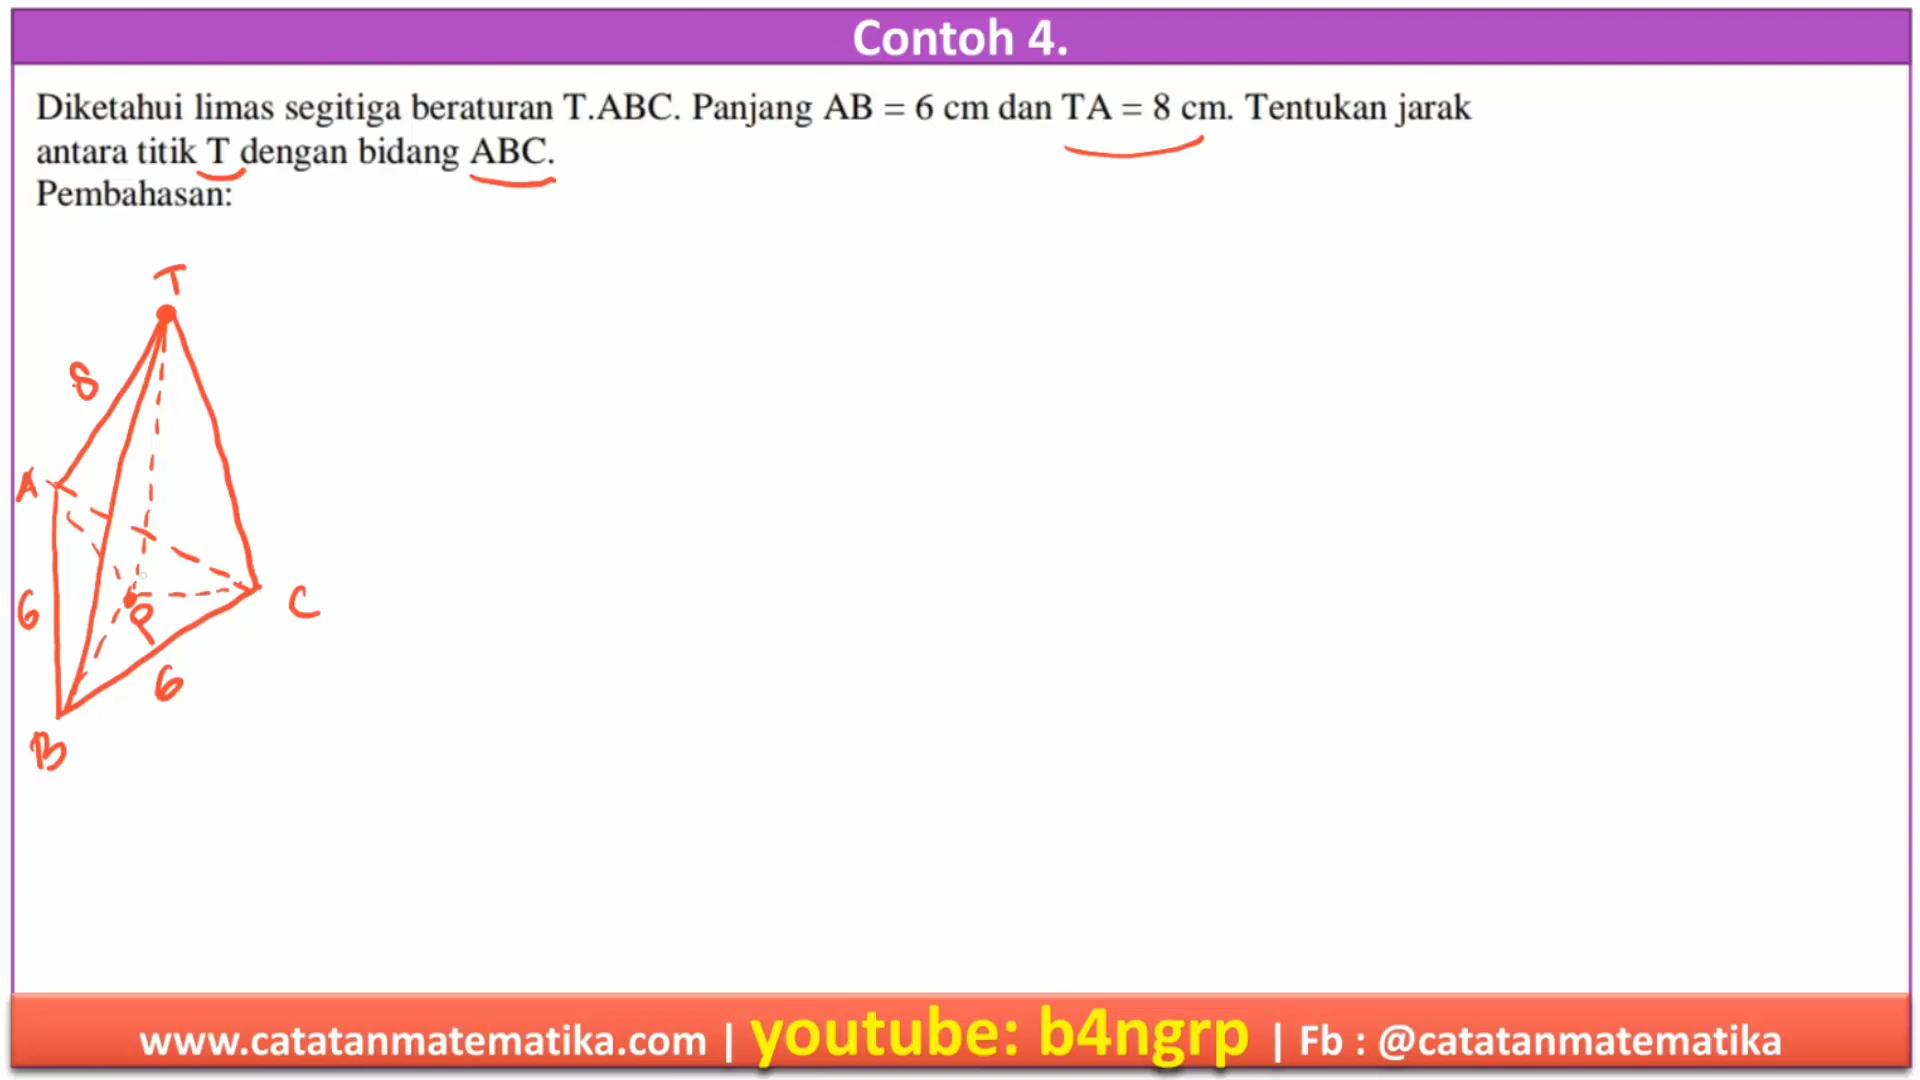 Contoh 4.
Diketahui limas segitiga beraturan T.ABC. Panjang AB = 6 cm dan TA = 8 cm. Tentukan jarak
antara titik T dengan bidang ABC.
Pembahasan:
T
8
A
6
P
C
6
B
www.catatanmatematika.com | youtube: b4ngrp | Fb : @catatanmatematika